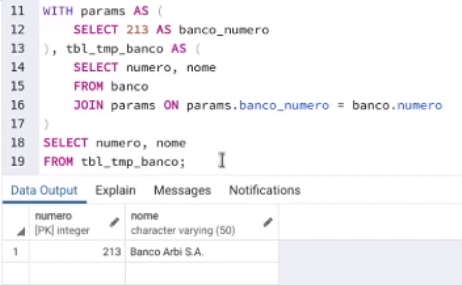 11 WITH params AS (
12 SELECT 213 AS banco_numero
13 ), tbl_tmp_banco AS (
14 SELECT numero, nome
15 FROM banco
16 JOIN params ON params.banco_numero = banco.numero
17 )
18 SELECT numero, nome
19 FROM tbl_tmp_banco;
Data Output Explain Messages Notifications
numero nome
[PK] integer character varying (50)
1 213 Banco Arbi S.A.